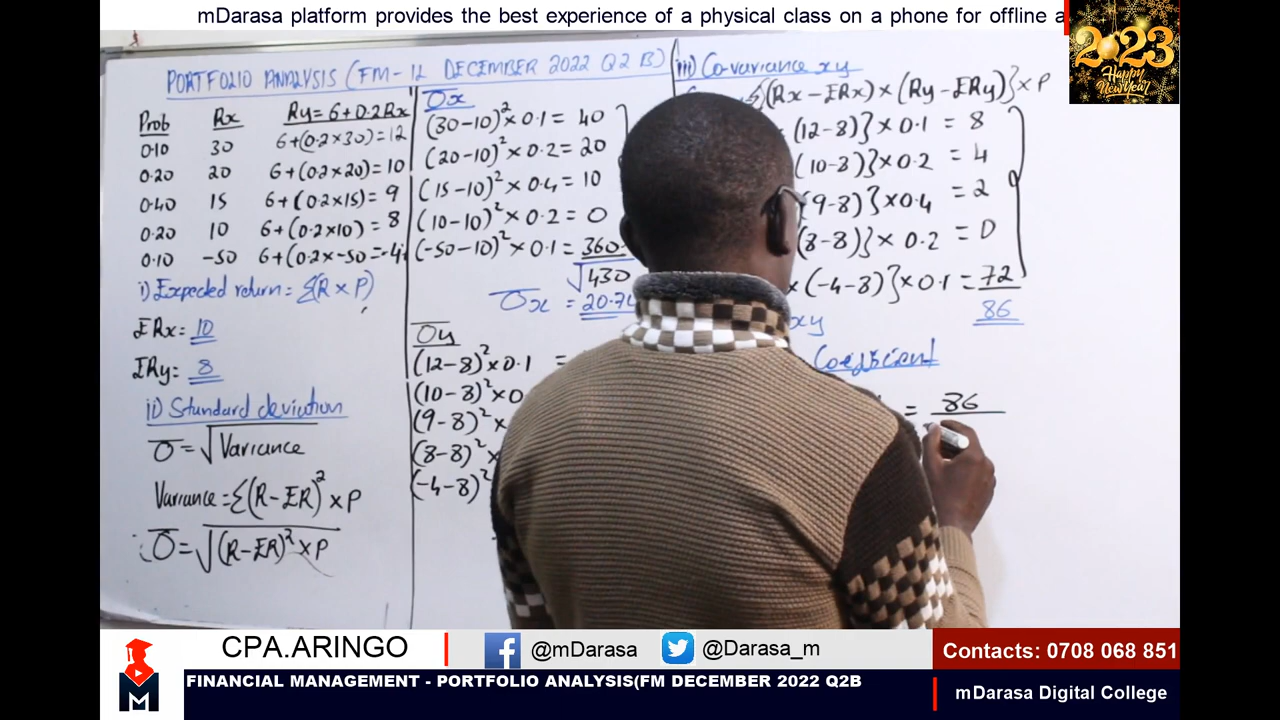 mDarasa platform provides the best experience of a physical class on a phone for offline a
2023
Happy
New Year
PORTFOLIO ANALYSIS (FM-12 DECEMBER 2022 Q2 B)
Prob Rx Ry=6+0.2Rx
0.10 30 6+(0.2×30)=12
0.20 20 6+(0.2×20)=10
0.40 15 6+(0.2×15)=9
0.20 10 6+(0.2×10)=8
0.10 -50 6+(0.2×-50=-4
i) Expected return=Σ(R×P)
ERx=10
ERy=8
ii) Standard deviation
σ=√Variance
Variance=Σ(R-ER)²×P
∴σ=√(R-ER)²×P
σx
(30-10)²×0.1=40
(20-10)²×0.2=20
(15-10)²×0.4=10
(10-10)²×0.2=0
(-50-10)²×0.1=360
√430
σx=20.74
σy
(12-8)²×0.1=
(10-8)²×0
(9-8)²×
(8-8)²×
(-4-8)²
iii) Co-variance xy
Σ{(Rx-ERx)×(Ry-ERy)}×P
(12-8)}×0.1=8
(10-8)}×0.2=4
(9-8)}×0.4=2
(8-8)}×0.2=0
×(-4-8)}×0.1=72
86
xy
Coefficient
=86
CPA.ARINGO
@mDarasa
@Darasa_m
Contacts: 0708 068 851
FINANCIAL MANAGEMENT - PORTFOLIO ANALYSIS(FM DECEMBER 2022 Q2B
mDarasa Digital College